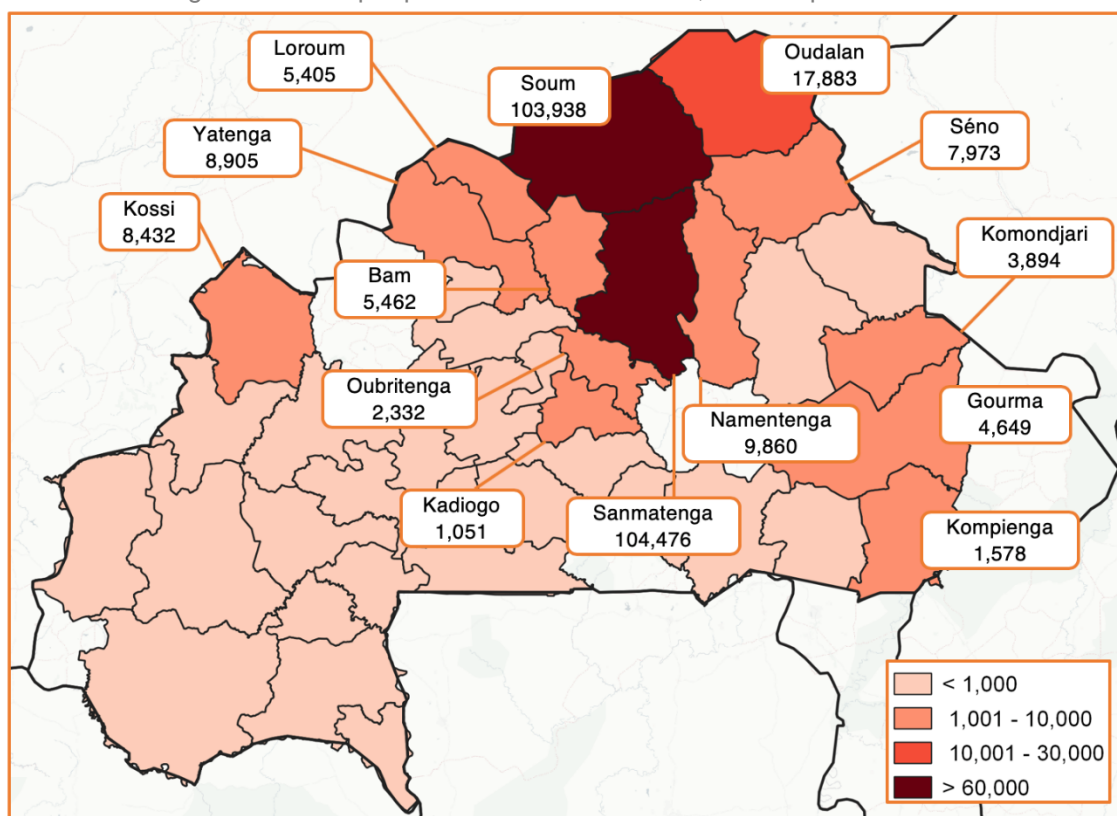 Loroum
5,405
Oudalan
17,883
Soum
103,938
Yatenga
8,905
Séno
7,973
Kossi
8,432
Komondjari
3,894
Bam
5,462
Oubritenga
2,332
Namentenga
9,860
Gourma
4,649
Kadiogo
1,051
Sanmatenga
104,476
Kompienga
1,578
< 1,000
1,001 - 10,000
10,001 - 30,000
> 60,000